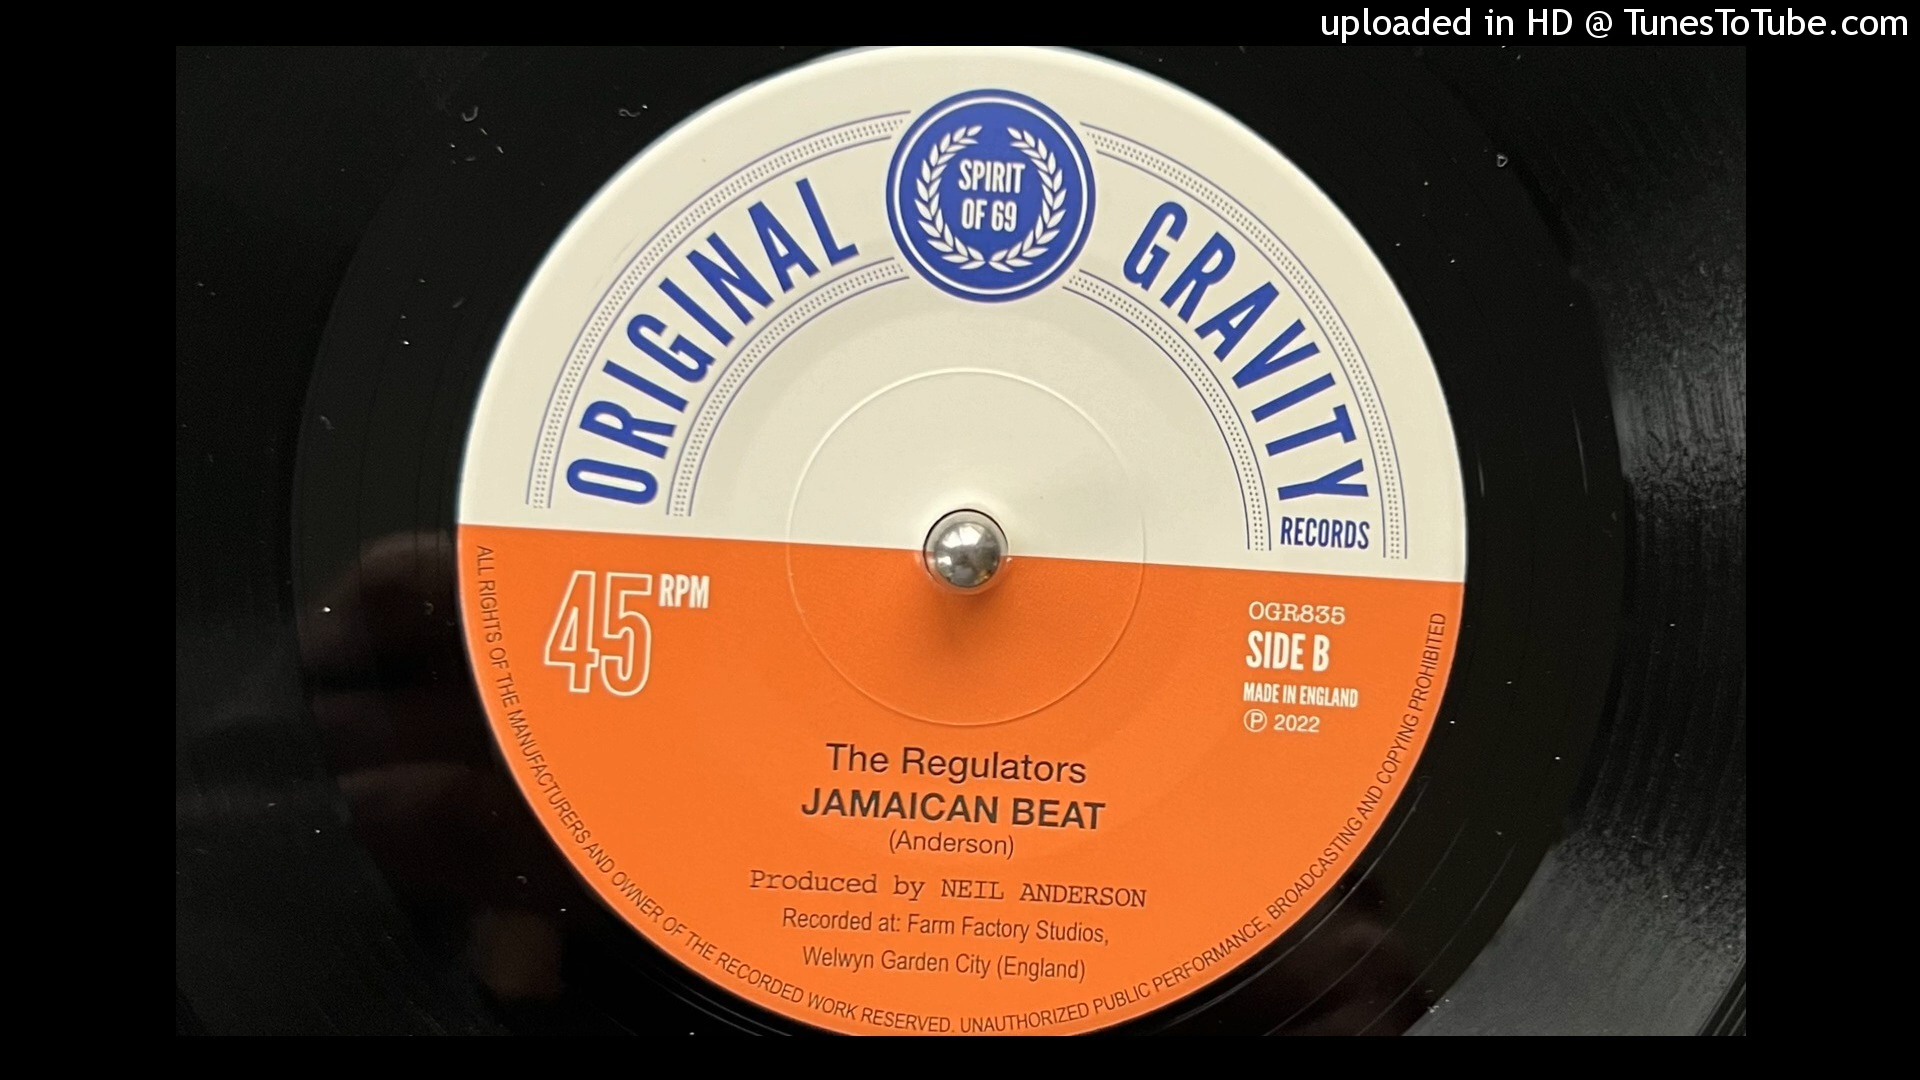 uploaded in HD @ TunesToTube.com
ORIGINAL GRAVITY
SPIRIT
OF 69
RECORDS
45 RPM
OGR835
SIDE B
MADE IN ENGLAND
℗ 2022
The Regulators
JAMAICAN BEAT
(Anderson)
Produced by NEIL ANDERSON
Recorded at: Farm Factory Studios,
Welwyn Garden City (England)
ALL RIGHTS OF THE MANUFACTURERS AND OWNER OF THE RECORDED WORK RESERVED. UNAUTHORIZED PUBLIC PERFORMANCE, BROADCASTING AND COPYING PROHIBITED